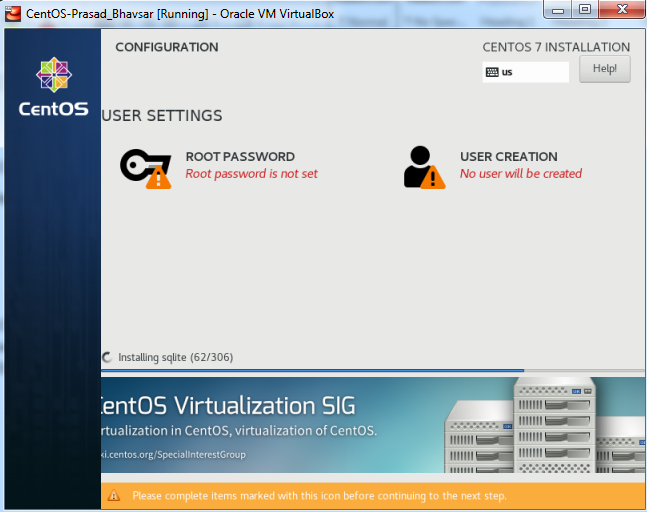 CentOS-Prasad_Bhavsar [Running] - Oracle VM VirtualBox
CONFIGURATION
CENTOS 7 INSTALLATION
us
Help!
CentOS
USER SETTINGS
ROOT PASSWORD
Root password is not set
USER CREATION
No user will be created
Installing sqlite (62/306)
entOS Virtualization SIG
rtualization in CentOS, virtualization of CentOS.
ki.centos.org/SpecialInterestGroup
Please complete items marked with this icon before continuing to the next step.